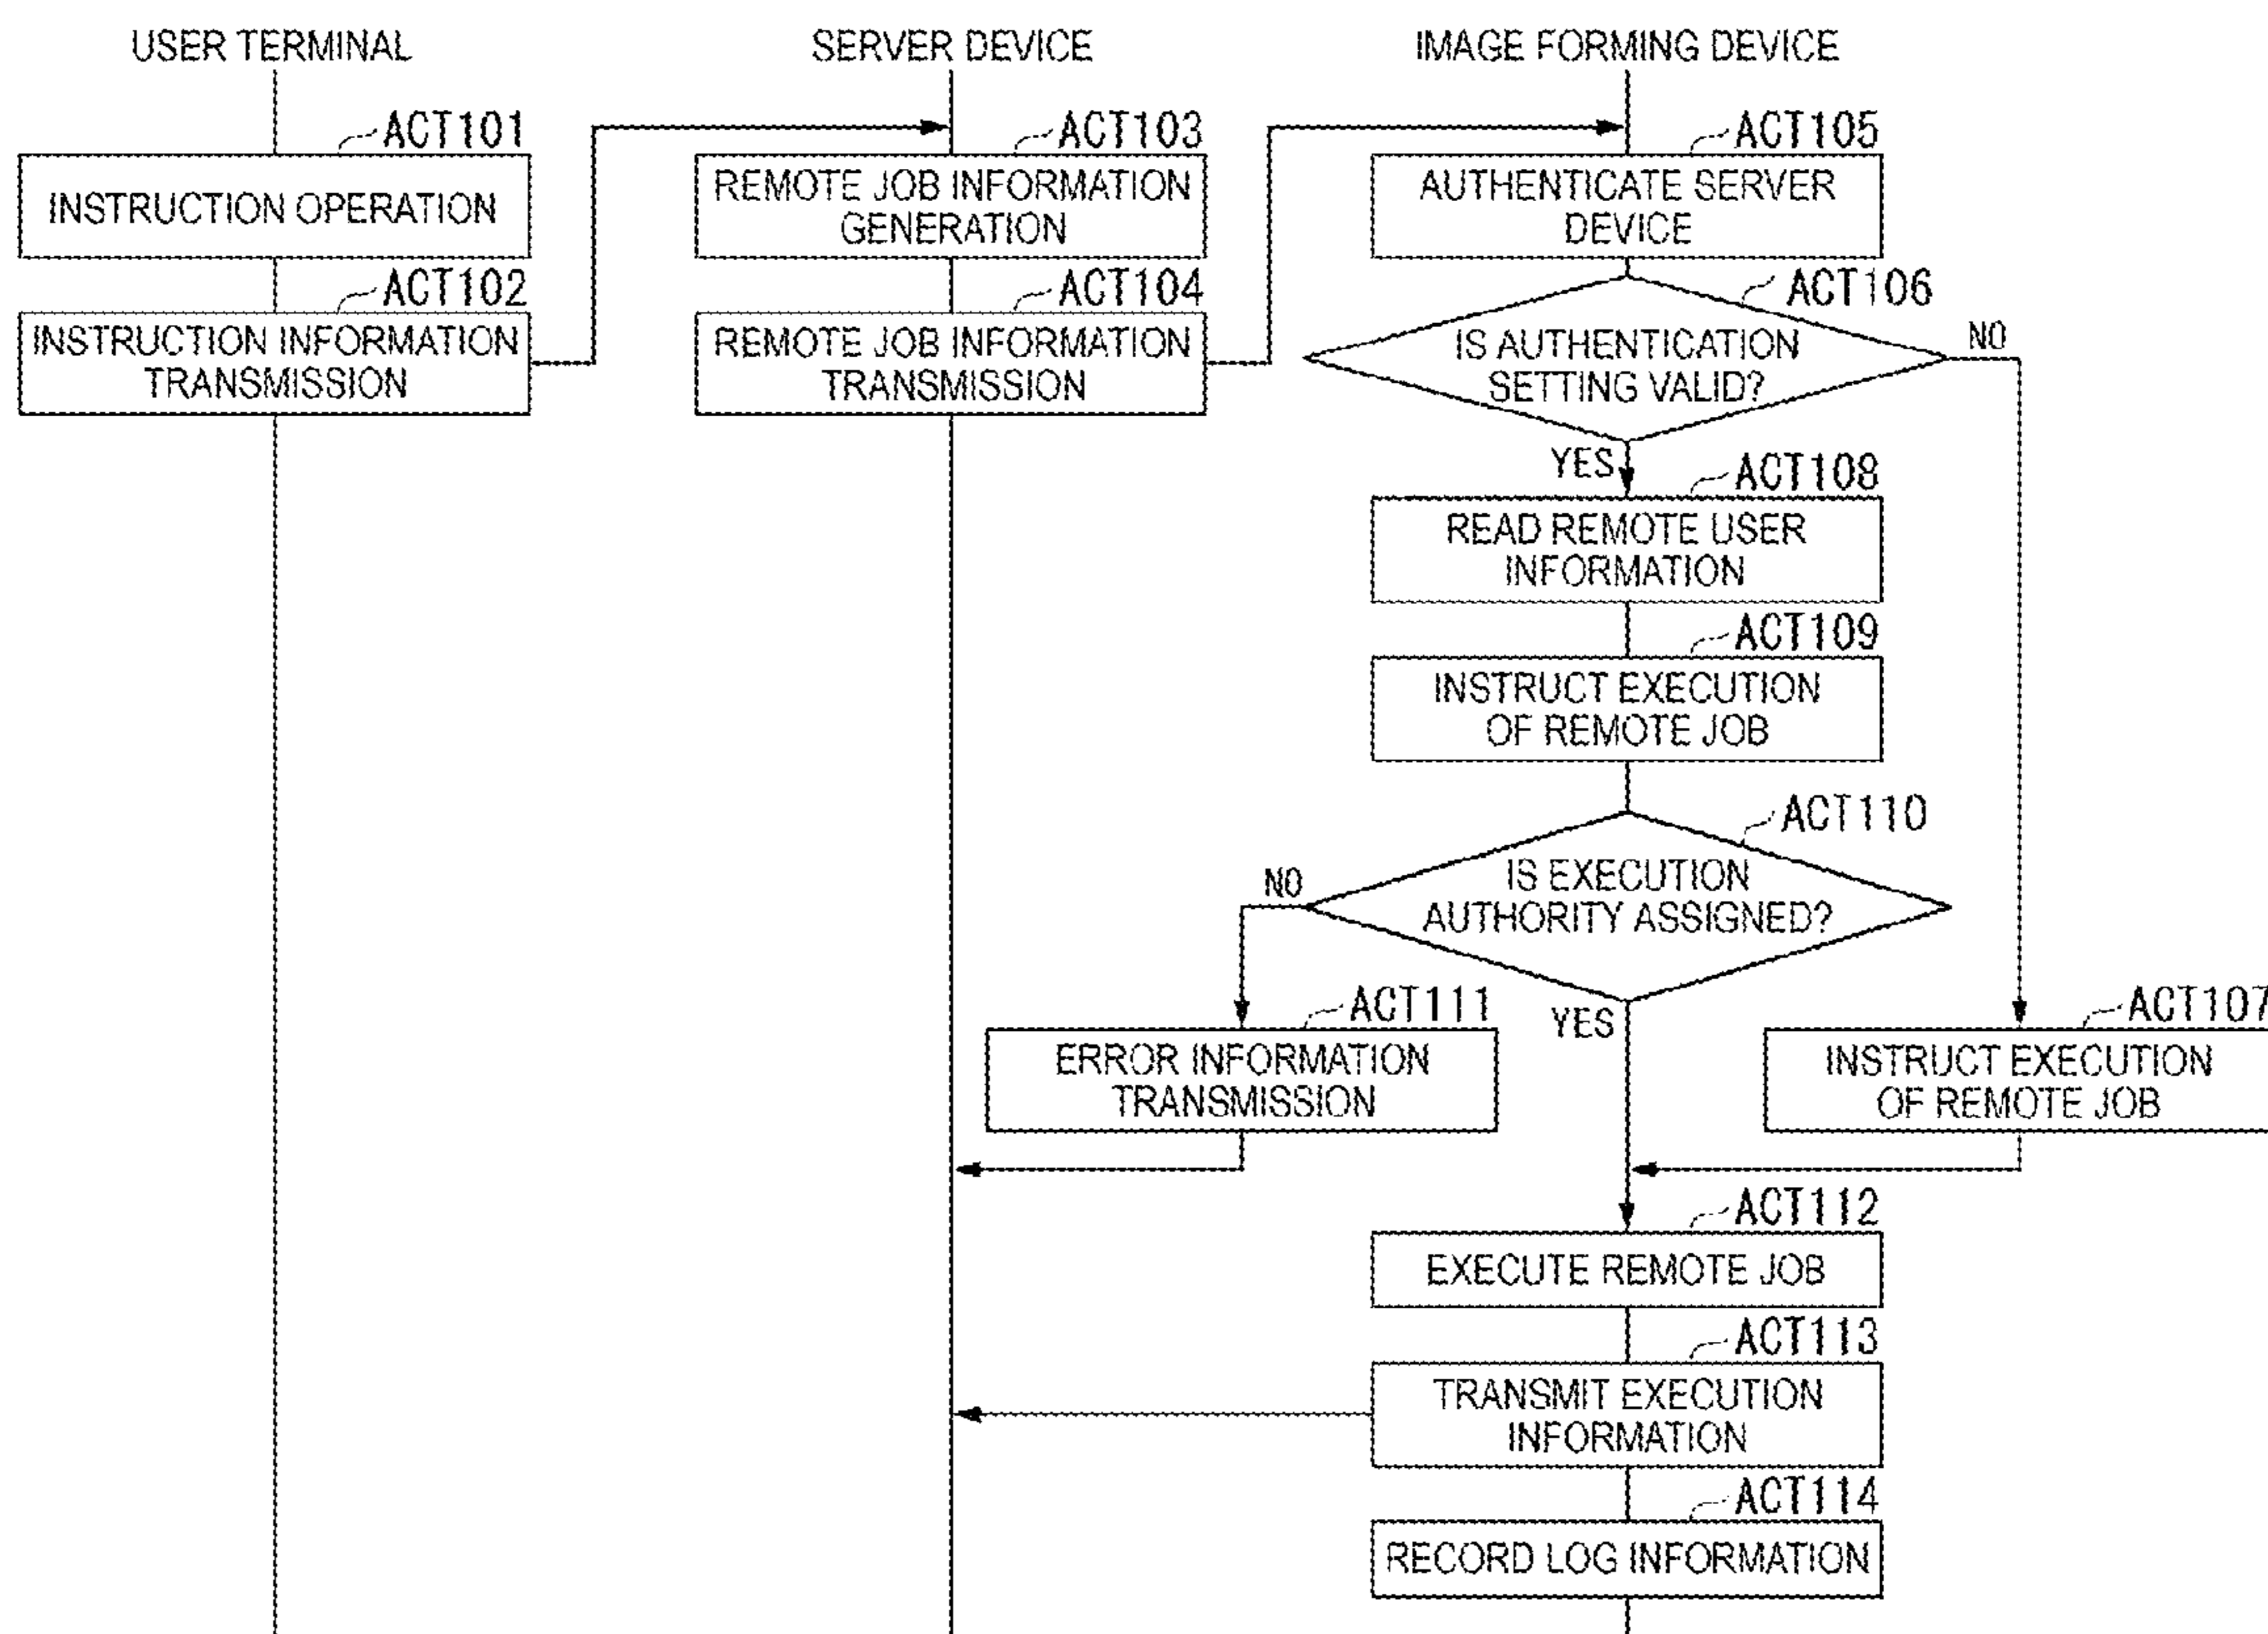 USER TERMINAL
SERVER DEVICE
IMAGE FORMING DEVICE
ACT101
INSTRUCTION OPERATION
ACT102
INSTRUCTION INFORMATION
TRANSMISSION
ACT103
REMOTE JOB INFORMATION
GENERATION
ACT104
REMOTE JOB INFORMATION
TRANSMISSION
ACT105
AUTHENTICATE SERVER
DEVICE
ACT106
IS AUTHENTICATION
SETTING VALID?
NO
YES
ACT108
READ REMOTE USER
INFORMATION
ACT109
INSTRUCT EXECUTION
OF REMOTE JOB
ACT110
IS EXECUTION
AUTHORITY ASSIGNED?
NO
YES
ACT111
ERROR INFORMATION
TRANSMISSION
ACT107
INSTRUCT EXECUTION
OF REMOTE JOB
ACT112
EXECUTE REMOTE JOB
ACT113
TRANSMIT EXECUTION
INFORMATION
ACT114
RECORD LOG INFORMATION